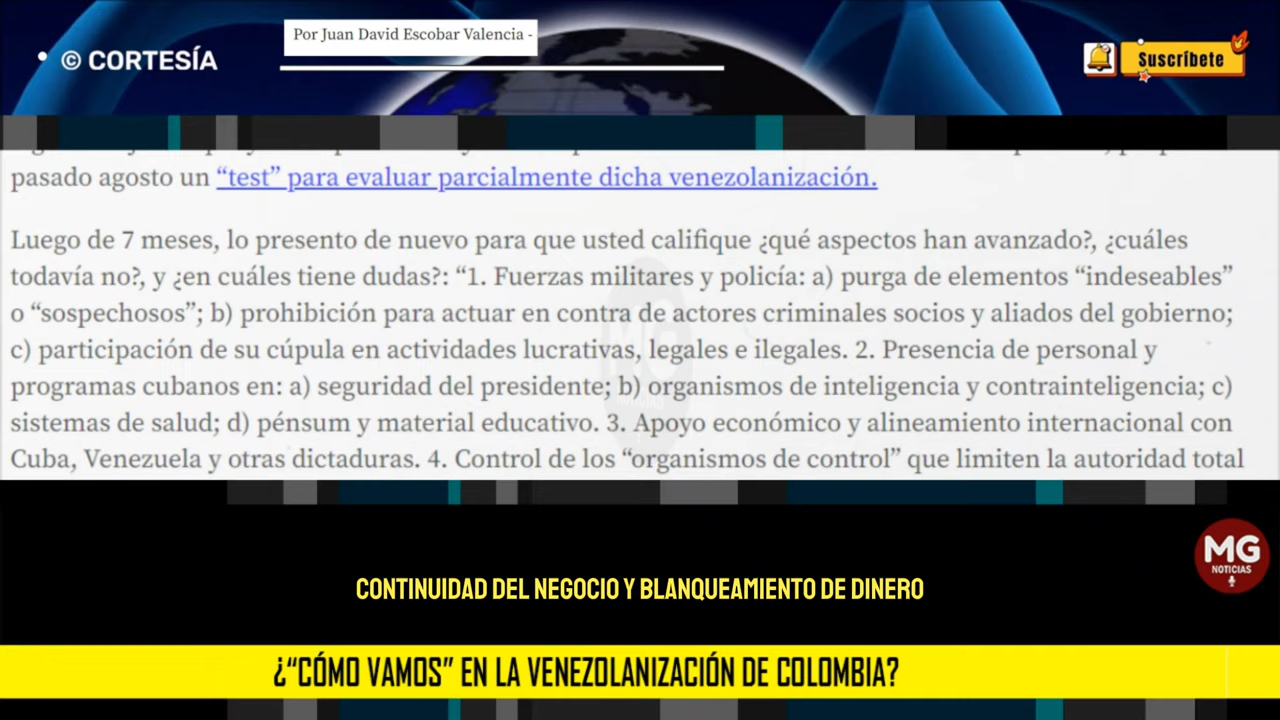 Por Juan David Escobar Valencia -
© CORTESÍA
Suscríbete
pasado agosto un “test” para evaluar parcialmente dicha venezolanización.
Luego de 7 meses, lo presento de nuevo para que usted califique ¿qué aspectos han avanzado?, ¿cuáles
todavía no?, y ¿en cuáles tiene dudas?: “1. Fuerzas militares y policía: a) purga de elementos “indeseables”
o “sospechosos”; b) prohibición para actuar en contra de actores criminales socios y aliados del gobierno;
c) participación de su cúpula en actividades lucrativas, legales e ilegales. 2. Presencia de personal y
programas cubanos en: a) seguridad del presidente; b) organismos de inteligencia y contrainteligencia; c)
sistemas de salud; d) pénsum y material educativo. 3. Apoyo económico y alineamiento internacional con
Cuba, Venezuela y otras dictaduras. 4. Control de los “organismos de control” que limiten la autoridad total
MG
NOTICIAS
CONTINUIDAD DEL NEGOCIO Y BLANQUEAMIENTO DE DINERO
¿“CÓMO VAMOS” EN LA VENEZOLANIZACIÓN DE COLOMBIA?